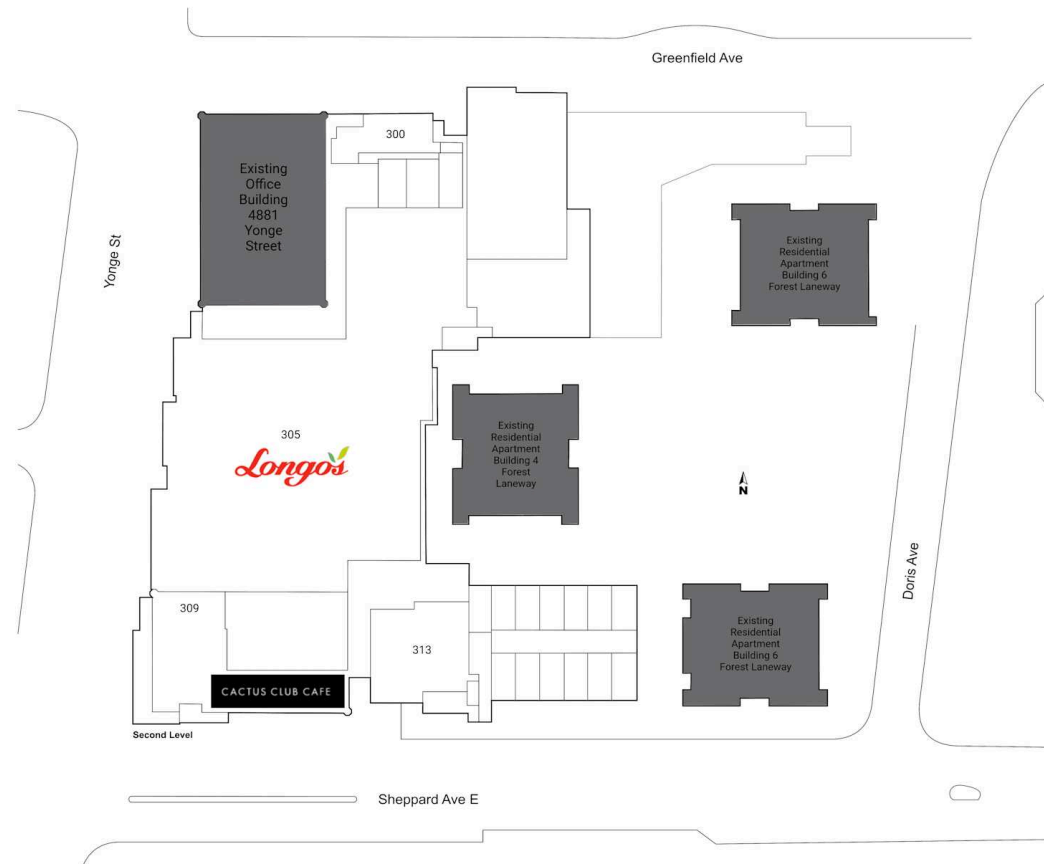 Greenfield Ave
300
Existing
Office
Building
4881
Yonge
Street
Yonge St
Existing
Residential
Apartment
Building 6
Forest Laneway
305
Longo's
Existing
Residential
Apartment
Building 4
Forest
Laneway
N
Doris Ave
309
313
Existing
Residential
Apartment
Building 6
Forest Laneway
CACTUS CLUB CAFE
Second Level
Sheppard Ave E